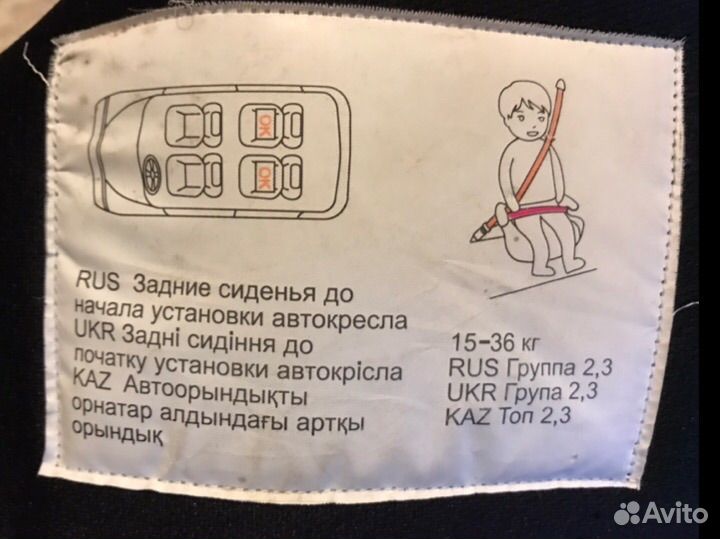 OK
OK
RUS Задние сиденья до
начала установки автокресла
UKR Задні сидіння до
початку установки автокрісла
KAZ Автоорындықты
орнатар алдындағы артқы
орындық
15-36 кг
RUS Группа 2,3
UKR Група 2,3
KAZ Топ 2,3
Avito